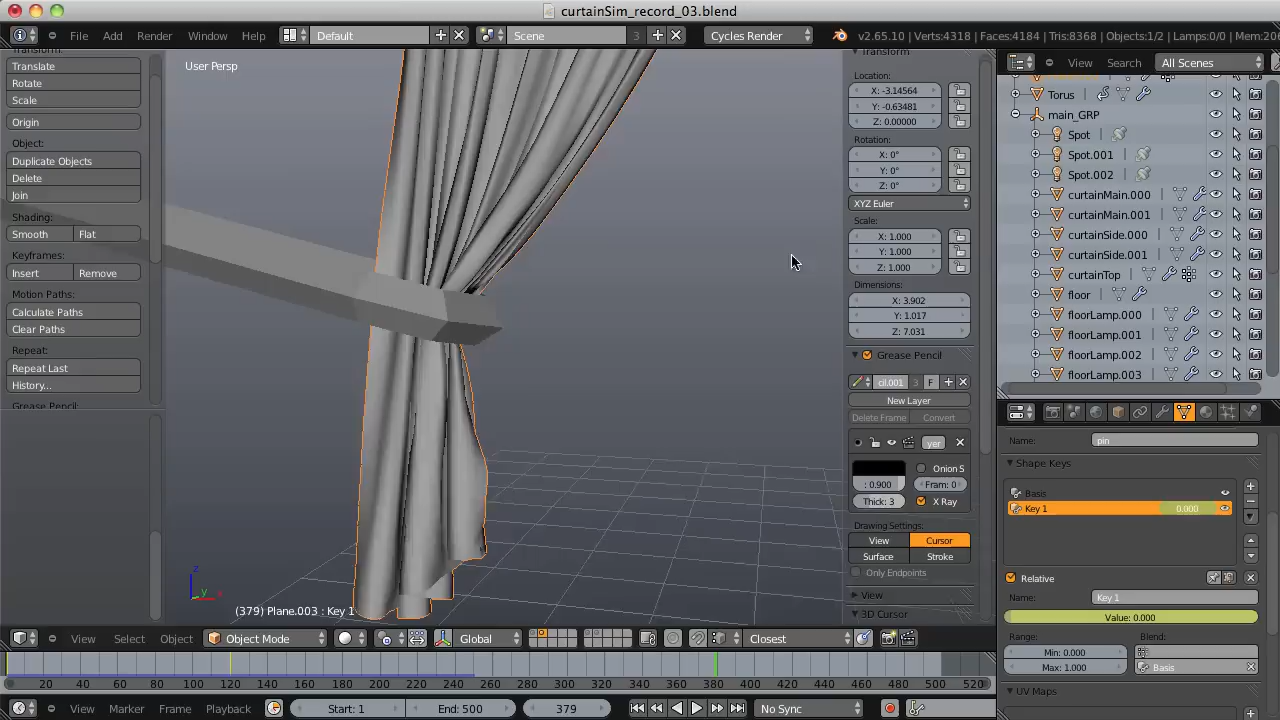 curtainSim_record_03.blend
File Add Render Window Help Default Scene 3 Cycles Render v2.65.10 | Verts:4318 | Faces:4184 | Tris:8368 | Objects:1/2 | Lamps:0/0 | Mem:20
Transform:
Translate
Rotate
Scale
Origin
Object:
Duplicate Objects
Delete
Join
Shading:
Smooth Flat
Keyframes:
Insert Remove
Motion Paths:
Calculate Paths
Clear Paths
Repeat:
Repeat Last
History...
Grease Pencil:
User Persp
(379) Plane.003 : Key 1
Transform
Location:
X: -3.14564
Y: -0.63481
Z: 0.00000
Rotation:
X: 0°
Y: 0°
Z: 0°
XYZ Euler
Scale:
X: 1.000
Y: 1.000
Z: 1.000
Dimensions:
X: 3.902
Y: 1.017
Z: 7.031
Grease Pencil
cil.001 3 F
New Layer
Delete Frame Convert
yer
Onion S
: 0.900 Fram: 0
Thick: 3 X Ray
Drawing Settings:
View Cursor
Surface Stroke
Only Endpoints
View
3D Cursor
View Search All Scenes
Torus
main_GRP
Spot
Spot.001
Spot.002
curtainMain.000
curtainMain.001
curtainSide.000
curtainSide.001
curtainTop
floor
floorLamp.000
floorLamp.001
floorLamp.002
floorLamp.003
Name: pin
Shape Keys
Basis
Key 1 0.000
Relative
Name: Key 1
Value: 0.000
Range: Blend:
Min: 0.000
Max: 1.000 Basis
UV Maps
View Select Object Object Mode Global Closest
20 40 60 80 100 120 140 160 180 200 220 240 260 280 300 320 340 360 380 400 420 440 460 480 500 520
View Marker Frame Playback Start: 1 End: 500 379 No Sync